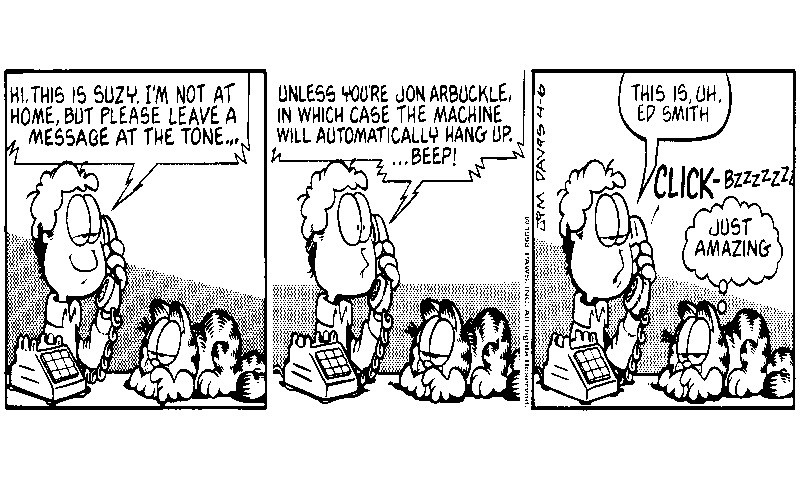 HI, THIS IS SUZY. I'M NOT AT
HOME, BUT PLEASE LEAVE A
MESSAGE AT THE TONE...
UNLESS YOU'RE JON ARBUCKLE,
IN WHICH CASE THE MACHINE
WILL AUTOMATICALLY HANG UP.
...BEEP!
THIS IS, UH,
ED SMITH
CLICK-BZZZZZZZ
JUST
AMAZING
JIM DAVIS 4-6